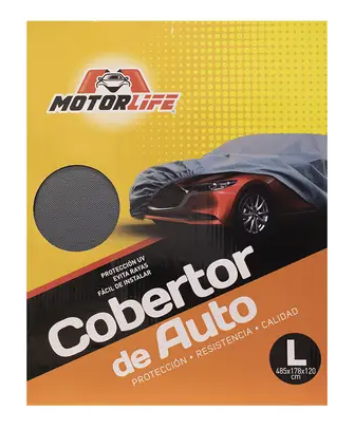 MOTORLIFE
PROTECCIÓN UV
EVITA RAYAS
FÁCIL DE INSTALAR
Cobertor
de Auto
PROTECCIÓN • RESISTENCIA • CALIDAD
L
485x178x120
cm